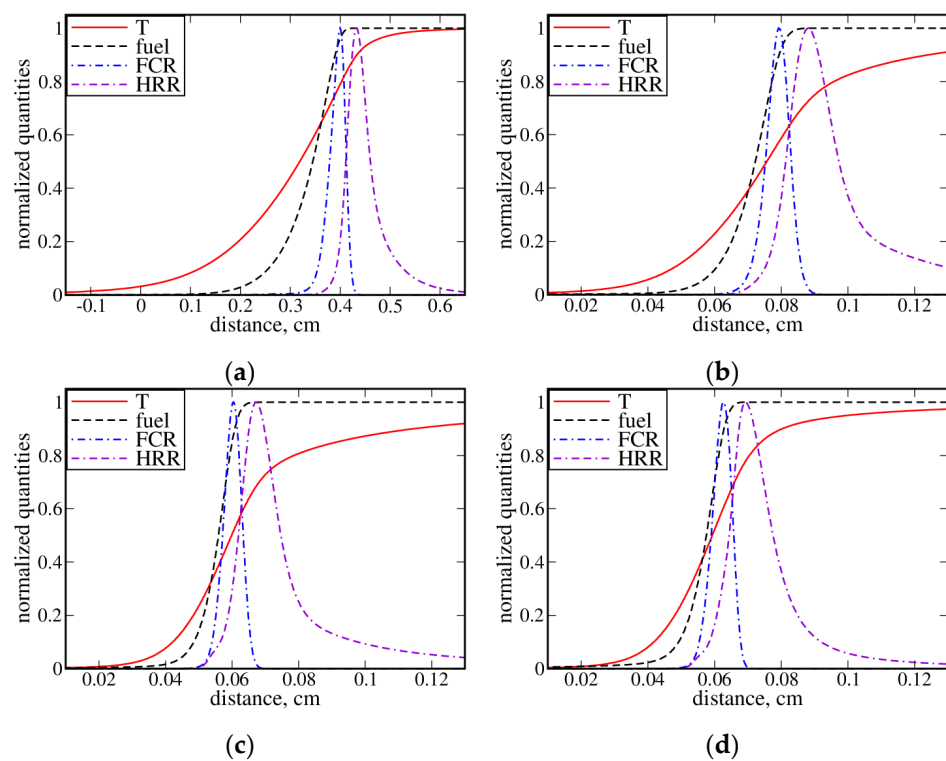 normalized quantities
1
0.8
0.6
0.4
0.2
0
T
fuel
FCR
HRR
-0.1 0 0.1 0.2 0.3 0.4 0.5 0.6
distance, cm
(a)
normalized quantities
1
0.8
0.6
0.4
0.2
0
T
fuel
FCR
HRR
0.02 0.04 0.06 0.08 0.1 0.12
distance, cm
(b)
normalized quantities
1
0.8
0.6
0.4
0.2
0
T
fuel
FCR
HRR
0.02 0.04 0.06 0.08 0.1 0.12
distance, cm
(c)
normalized quantities
1
0.8
0.6
0.4
0.2
0
T
fuel
FCR
HRR
0.02 0.04 0.06 0.08 0.1 0.12
distance, cm
(d)